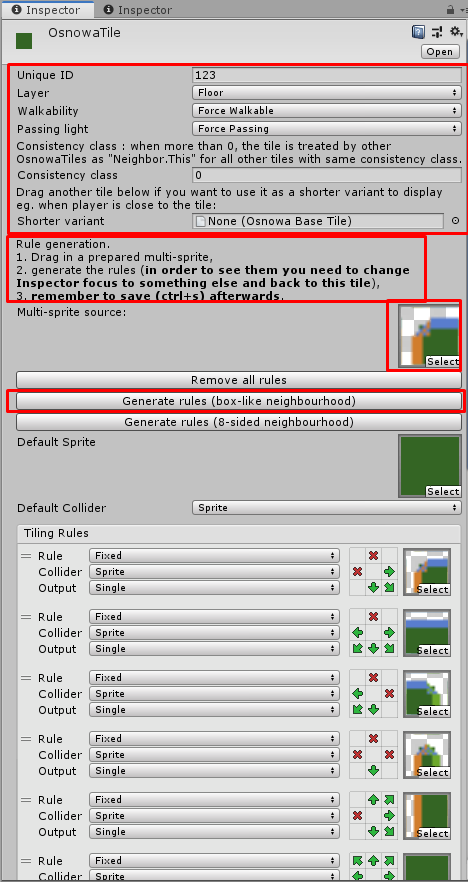 Inspector Inspector
OsnowaTile
Open
Unique ID 123
Layer Floor
Walkability Force Walkable
Passing light Force Passing
Consistency class : when more than 0, the tile is treated by other
OsnowaTiles as "Neighbor.This" for all other tiles with same consistency class.
Consistency class 0
Drag another tile below if you want to use it as a shorter variant to display
eg. when player is close to the tile:
Shorter variant None (Osnowa Base Tile)
Rule generation.
1. Drag in a prepared multi-sprite,
2. generate the rules (in order to see them you need to change
Inspector focus to something else and back to this tile),
3. remember to save (ctrl+s) afterwards.
Multi-sprite source:
Select
Remove all rules
Generate rules (box-like neighbourhood)
Generate rules (8-sided neighbourhood)
Default Sprite
Select
Default Collider Sprite
Tiling Rules
Rule Fixed
Collider Sprite
Output Single Select
Rule Fixed
Collider Sprite
Output Single Select
Rule Fixed
Collider Sprite
Output Single Select
Rule Fixed
Collider Sprite
Output Single Select
Rule Fixed
Collider Sprite
Output Single Select
Rule Fixed
Collider Sprite